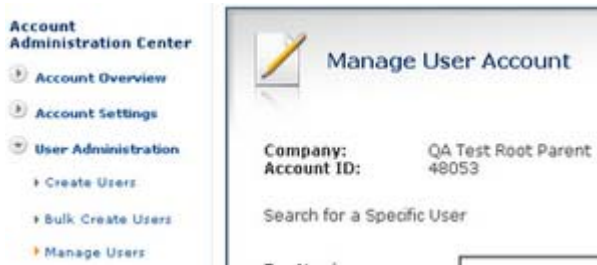 Account
Administration Center
Account Overview
Account Settings
User Administration
Create Users
Bulk Create Users
Manage Users
Manage User Account
Company: QA Test Root Parent
Account ID: 48053
Search for a Specific User